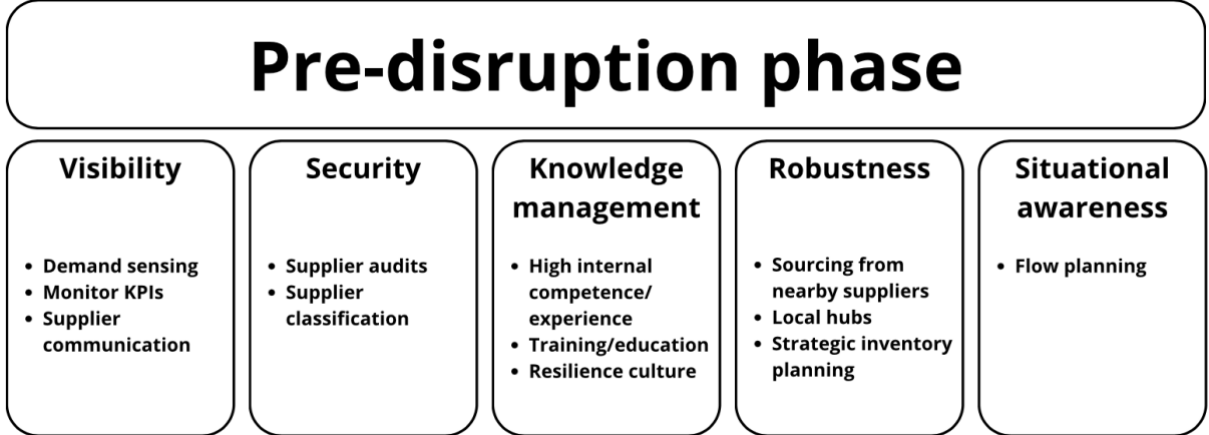 Pre-disruption phase
Visibility
• Demand sensing
• Monitor KPIs
• Supplier
communication
Security
• Supplier audits
• Supplier
classification
Knowledge
management
• High internal
competence/
experience
• Training/education
• Resilience culture
Robustness
• Sourcing from
nearby suppliers
• Local hubs
• Strategic inventory
planning
Situational
awareness
• Flow planning